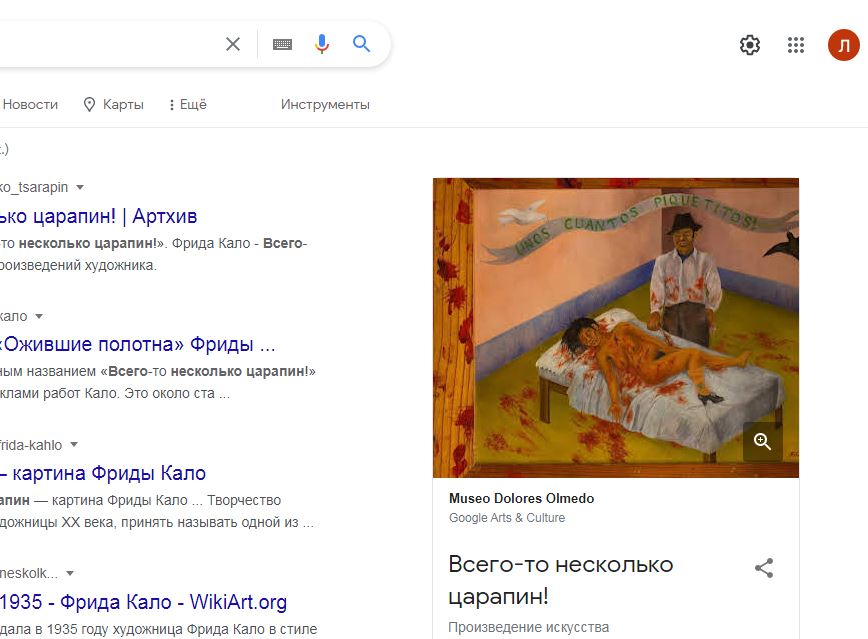 Новости Карты Ещё Инструменты
.)
ko_tsarapin
ько царапин! | Артхив
-то несколько царапин!». Фрида Кало - Всего-
роизведений художника.
кало
«Ожившие полотна» Фриды ...
ным названием «Всего-то несколько царапин!»
клами работ Кало. Это около ста ...
frida-kahlo
– картина Фриды Кало
апин — картина Фриды Кало ... Творчество
дожницы XX века, принять называть одной из ...
neskolk...
1935 - Фрида Кало - WikiArt.org
дала в 1935 году художница Фрида Кало в стиле
Л
UNOS CUANTOS PIQUETITOS!
Museo Dolores Olmedo
Google Arts & Culture
Всего-то несколько
царапин!
Произведение искусства